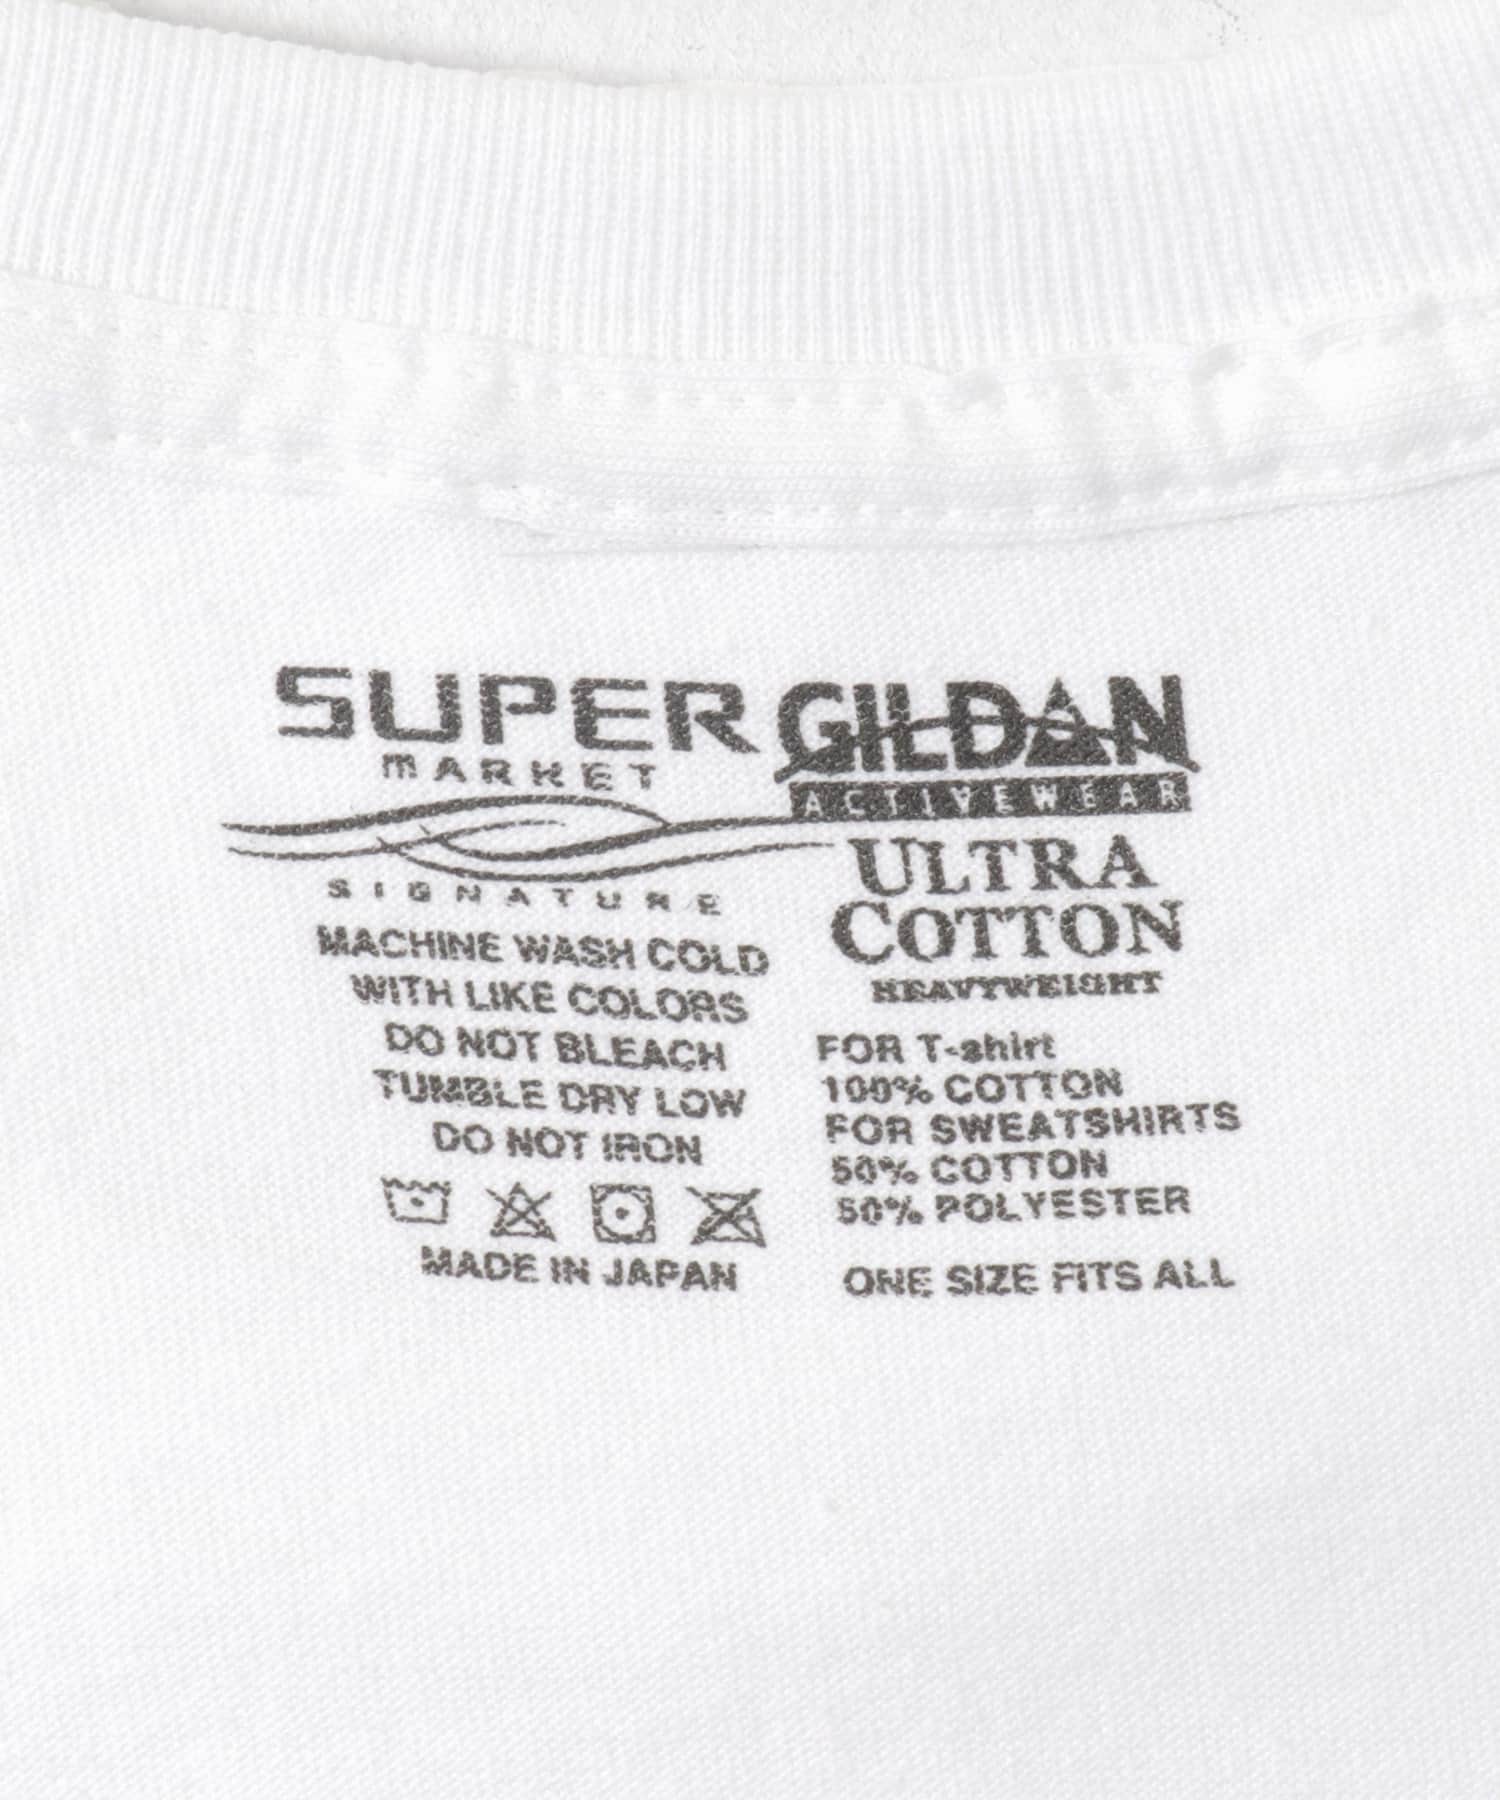 SUPER
MARKET
SIGNATURE
MACHINE WASH COLD
WITH LIKE COLORS
DO NOT BLEACH
TUMBLE DRY LOW
DO NOT IRON
MADE IN JAPAN
GILDAN
ACTIVEWEAR
ULTRA
COTTON
HEAVYWEIGHT
FOR T-shirt
100% COTTON
FOR SWEATSHIRTS
50% COTTON
50% POLYESTER
ONE SIZE FITS ALL